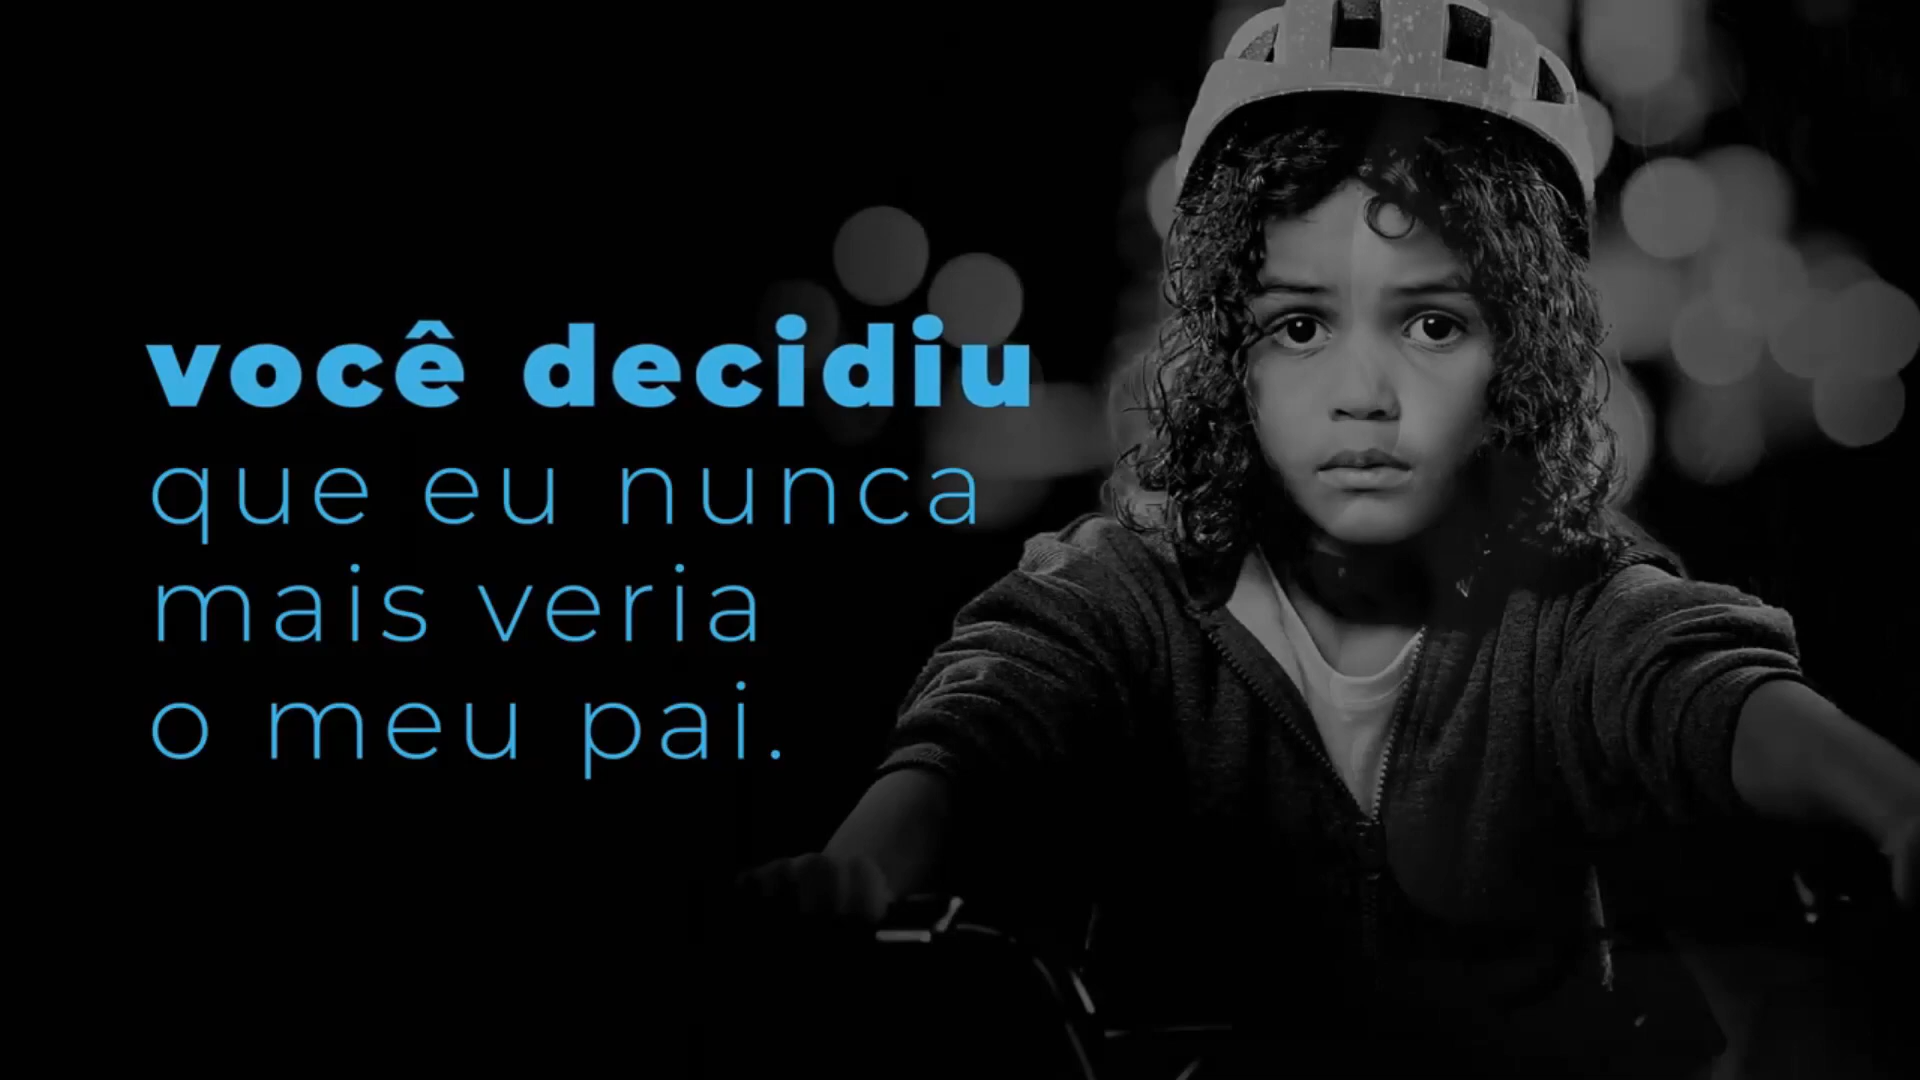 você decidiu
que eu nunca
mais veria
o meu pai.